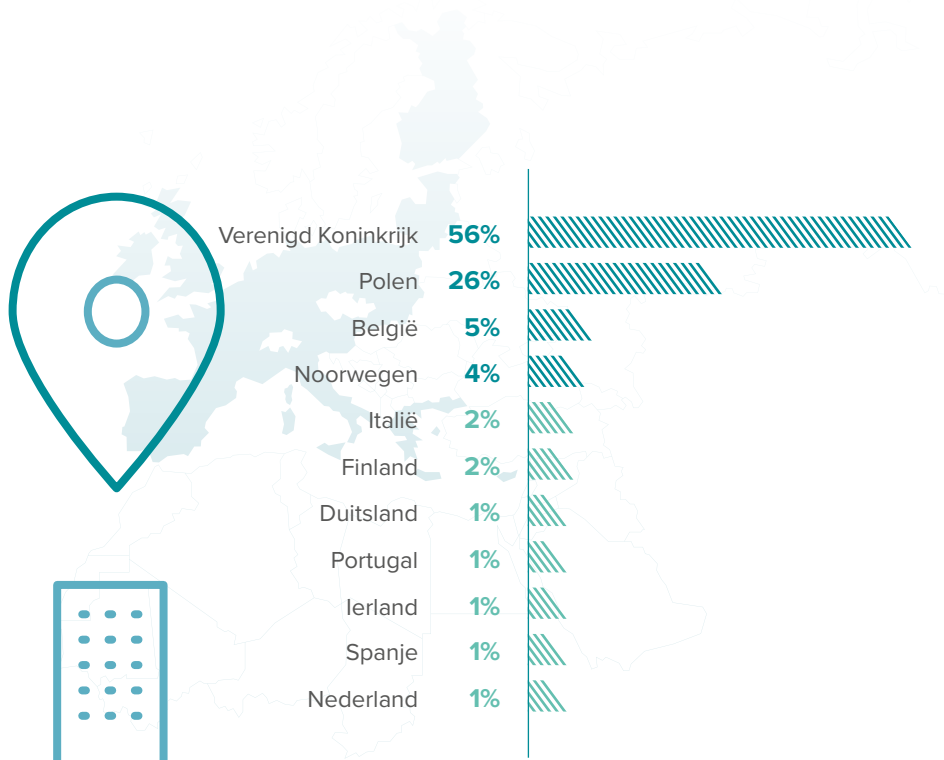 Verenigd Koninkrijk 56%
Polen 26%
België 5%
Noorwegen 4%
Italië 2%
Finland 2%
Duitsland 1%
Portugal 1%
Ierland 1%
Spanje 1%
Nederland 1%